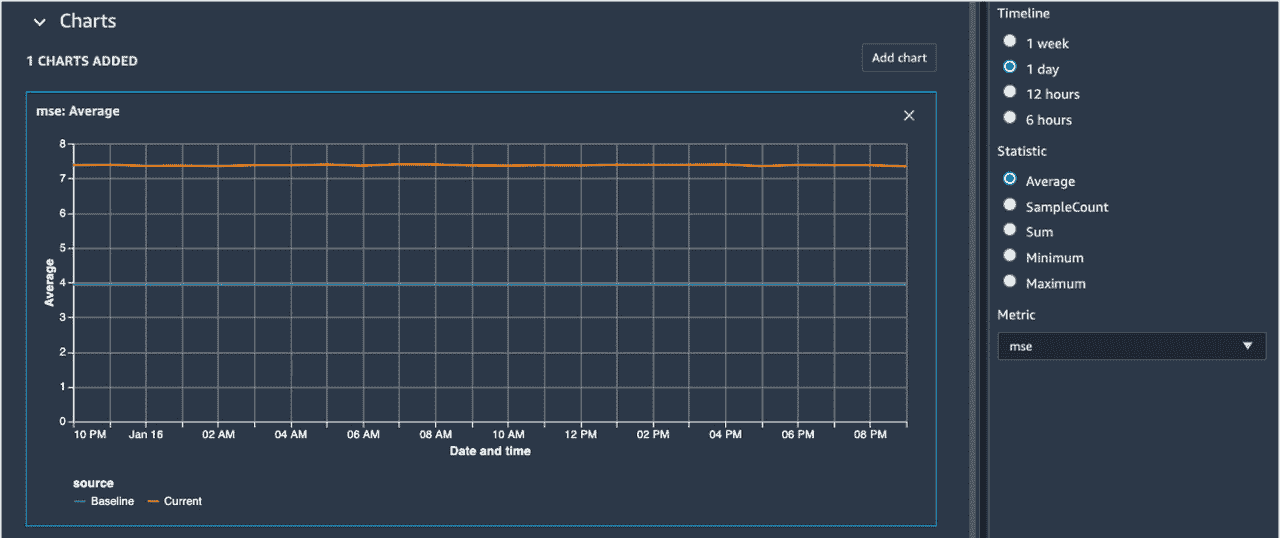 Charts
1 CHARTS ADDED
Add chart
mse: Average
8
7
6
5
4
3
2
1
0
Average
10 PM Jan 16 02 AM 04 AM 06 AM 08 AM 10 AM 12 PM 02 PM 04 PM 06 PM 08 PM
Date and time
source
Baseline Current
Timeline
1 week
1 day
12 hours
6 hours
Statistic
Average
SampleCount
Sum
Minimum
Maximum
Metric
mse